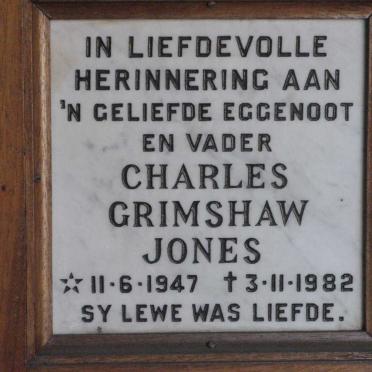 IN LIEFDEVOLLE
HERINNERING AAN
'N GELIEFDE EGGENOOT
EN VADER
CHARLES
GRIMSHAW
JONES
☆ 11·6·1947 † 3·11·1982
SY LEWE WAS LIEFDE.